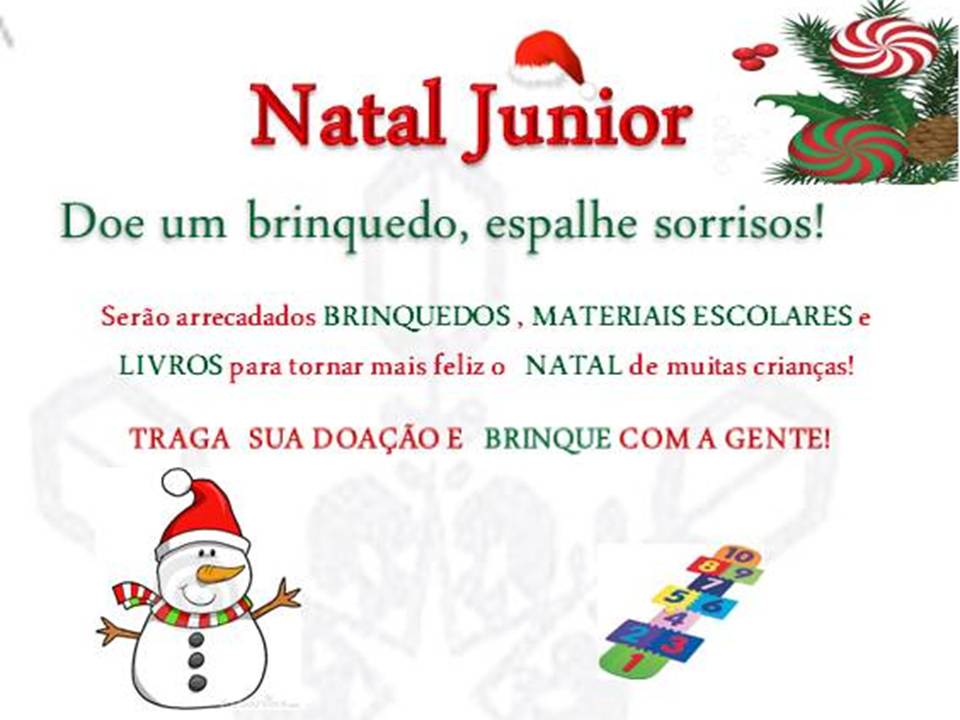 Natal Junior
Doe um brinquedo, espalhe sorrisos!
Serão arrecadados BRINQUEDOS , MATERIAIS ESCOLARES e
LIVROS para tornar mais feliz o NATAL de muitas crianças!
TRAGA SUA DOAÇÃO E BRINQUE COM A GENTE!
10
8 9
7
5 6
4
2 3
1